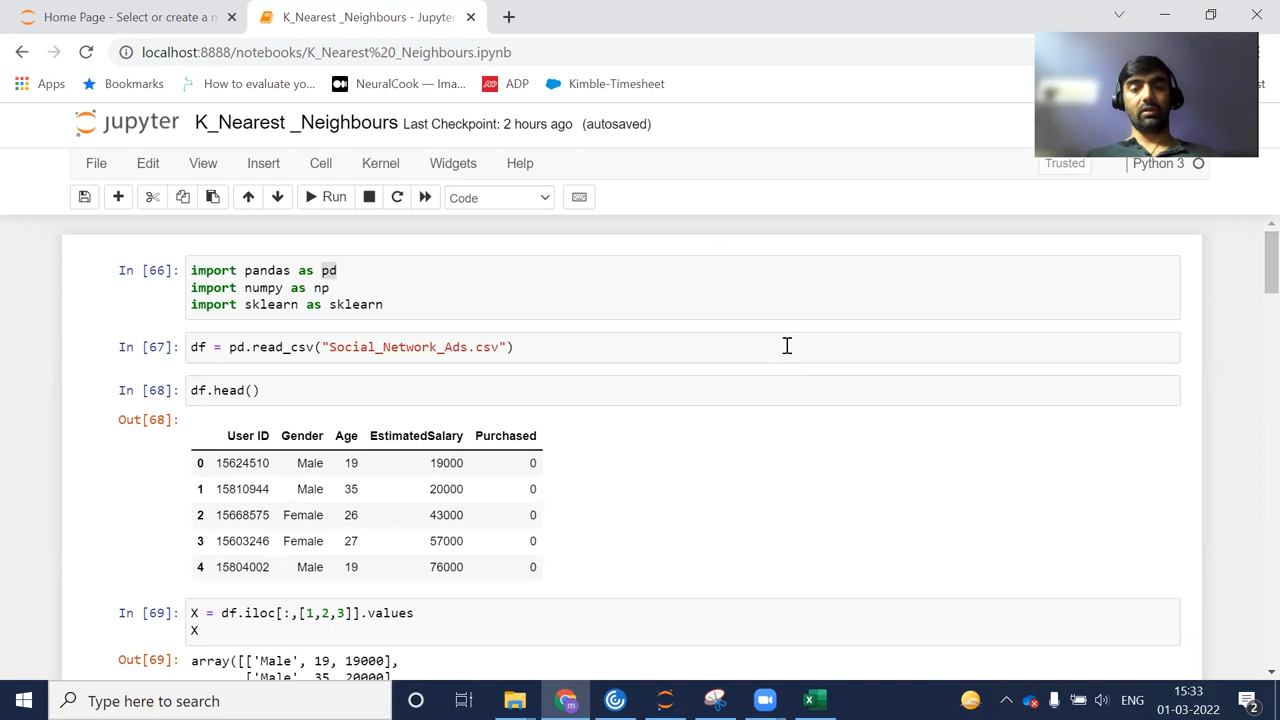 Home Page - Select or create a n
K_Nearest _Neighbours - Jupyter
localhost:8888/notebooks/K_Nearest%20_Neighbours.ipynb
Apps Bookmarks How to evaluate yo... NeuralCook — Ima... ADP Kimble-Timesheet
jupyter K_Nearest _Neighbours Last Checkpoint: 2 hours ago (autosaved)
File Edit View Insert Cell Kernel Widgets Help Trusted Python 3
Run Code
In [66]: import pandas as pd
import numpy as np
import sklearn as sklearn
In [67]: df = pd.read_csv("Social_Network_Ads.csv")
In [68]: df.head()
Out[68]:
User ID Gender Age EstimatedSalary Purchased
0 15624510 Male 19 19000 0
1 15810944 Male 35 20000 0
2 15668575 Female 26 43000 0
3 15603246 Female 27 57000 0
4 15804002 Male 19 76000 0
In [69]: X = df.iloc[:,[1,2,3]].values
X
Out[69]: array([['Male', 19, 19000],
['Male', 35, 20000]
Type here to search
ENG
15:33
01-03-2022
2